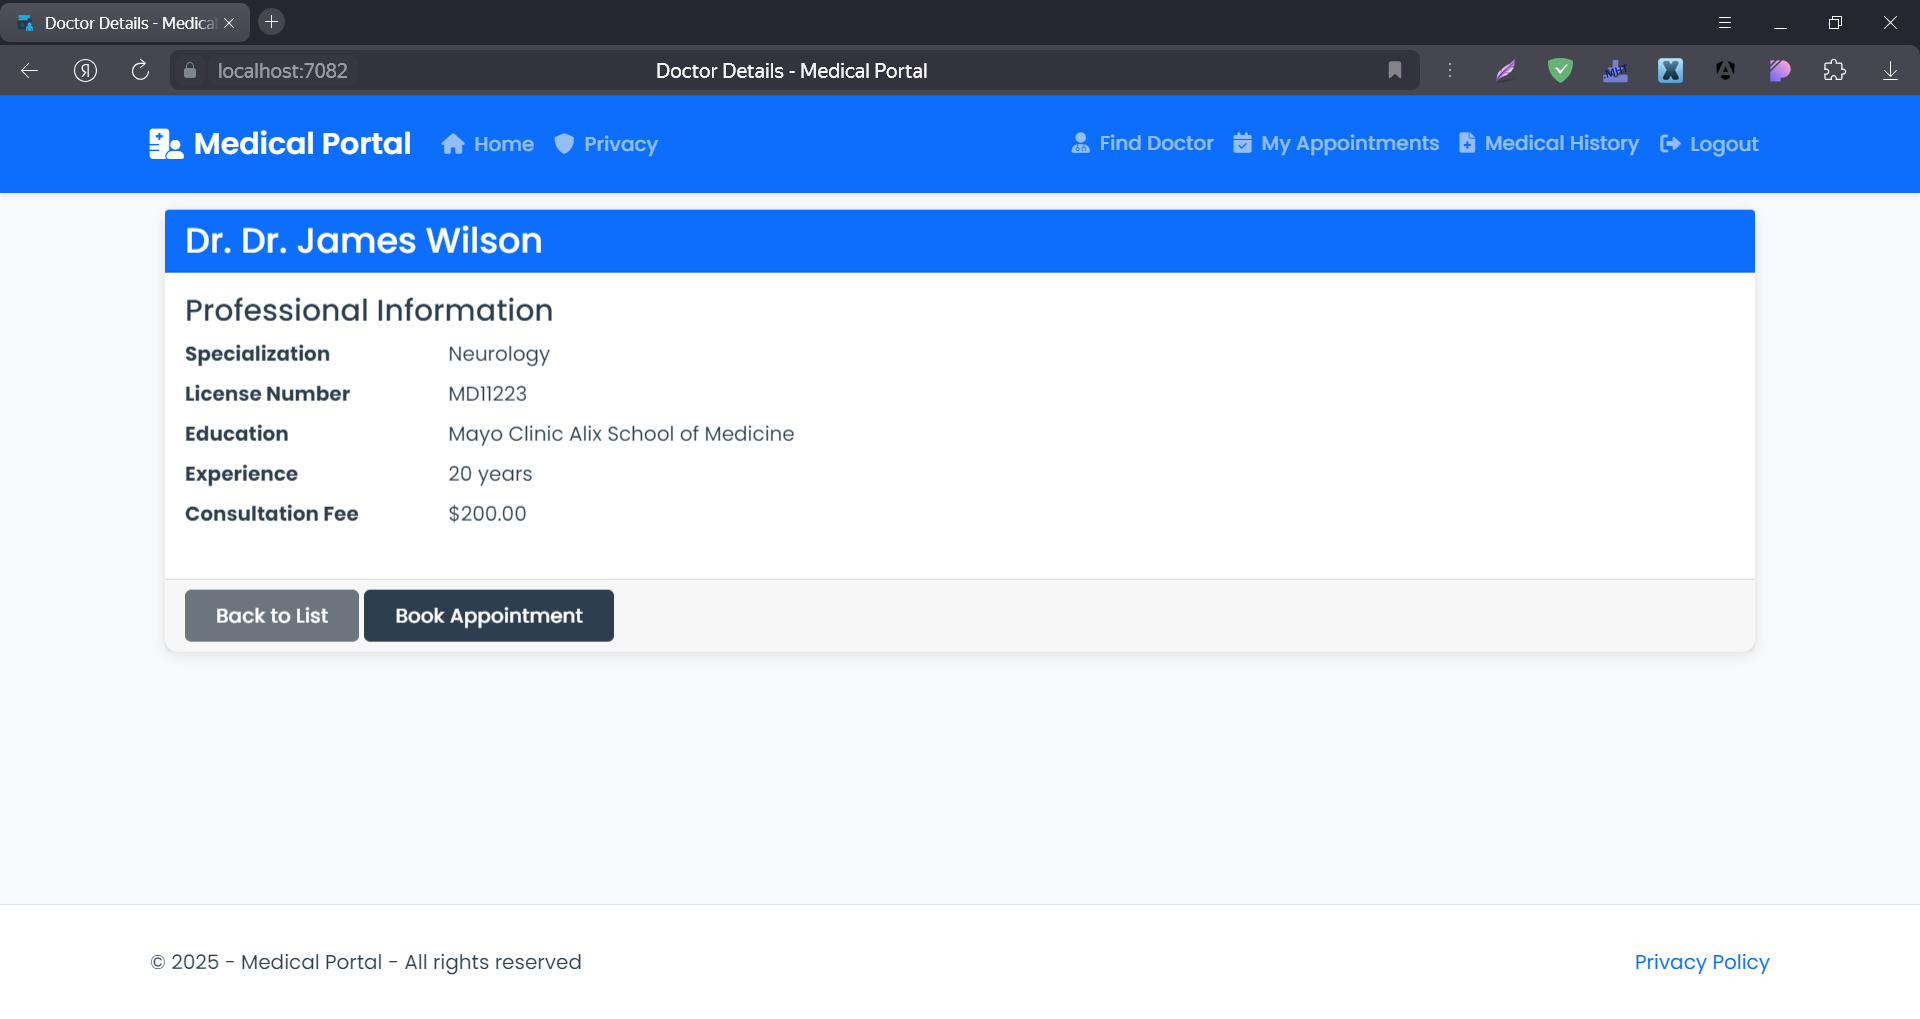 Doctor Details - Medical
localhost:7082
Doctor Details - Medical Portal
Medical Portal
Home
Privacy
Find Doctor
My Appointments
Medical History
Logout
Dr. Dr. James Wilson
Professional Information
Specialization Neurology
License Number MD11223
Education Mayo Clinic Alix School of Medicine
Experience 20 years
Consultation Fee $200.00
Back to List
Book Appointment
© 2025 - Medical Portal - All rights reserved
Privacy Policy